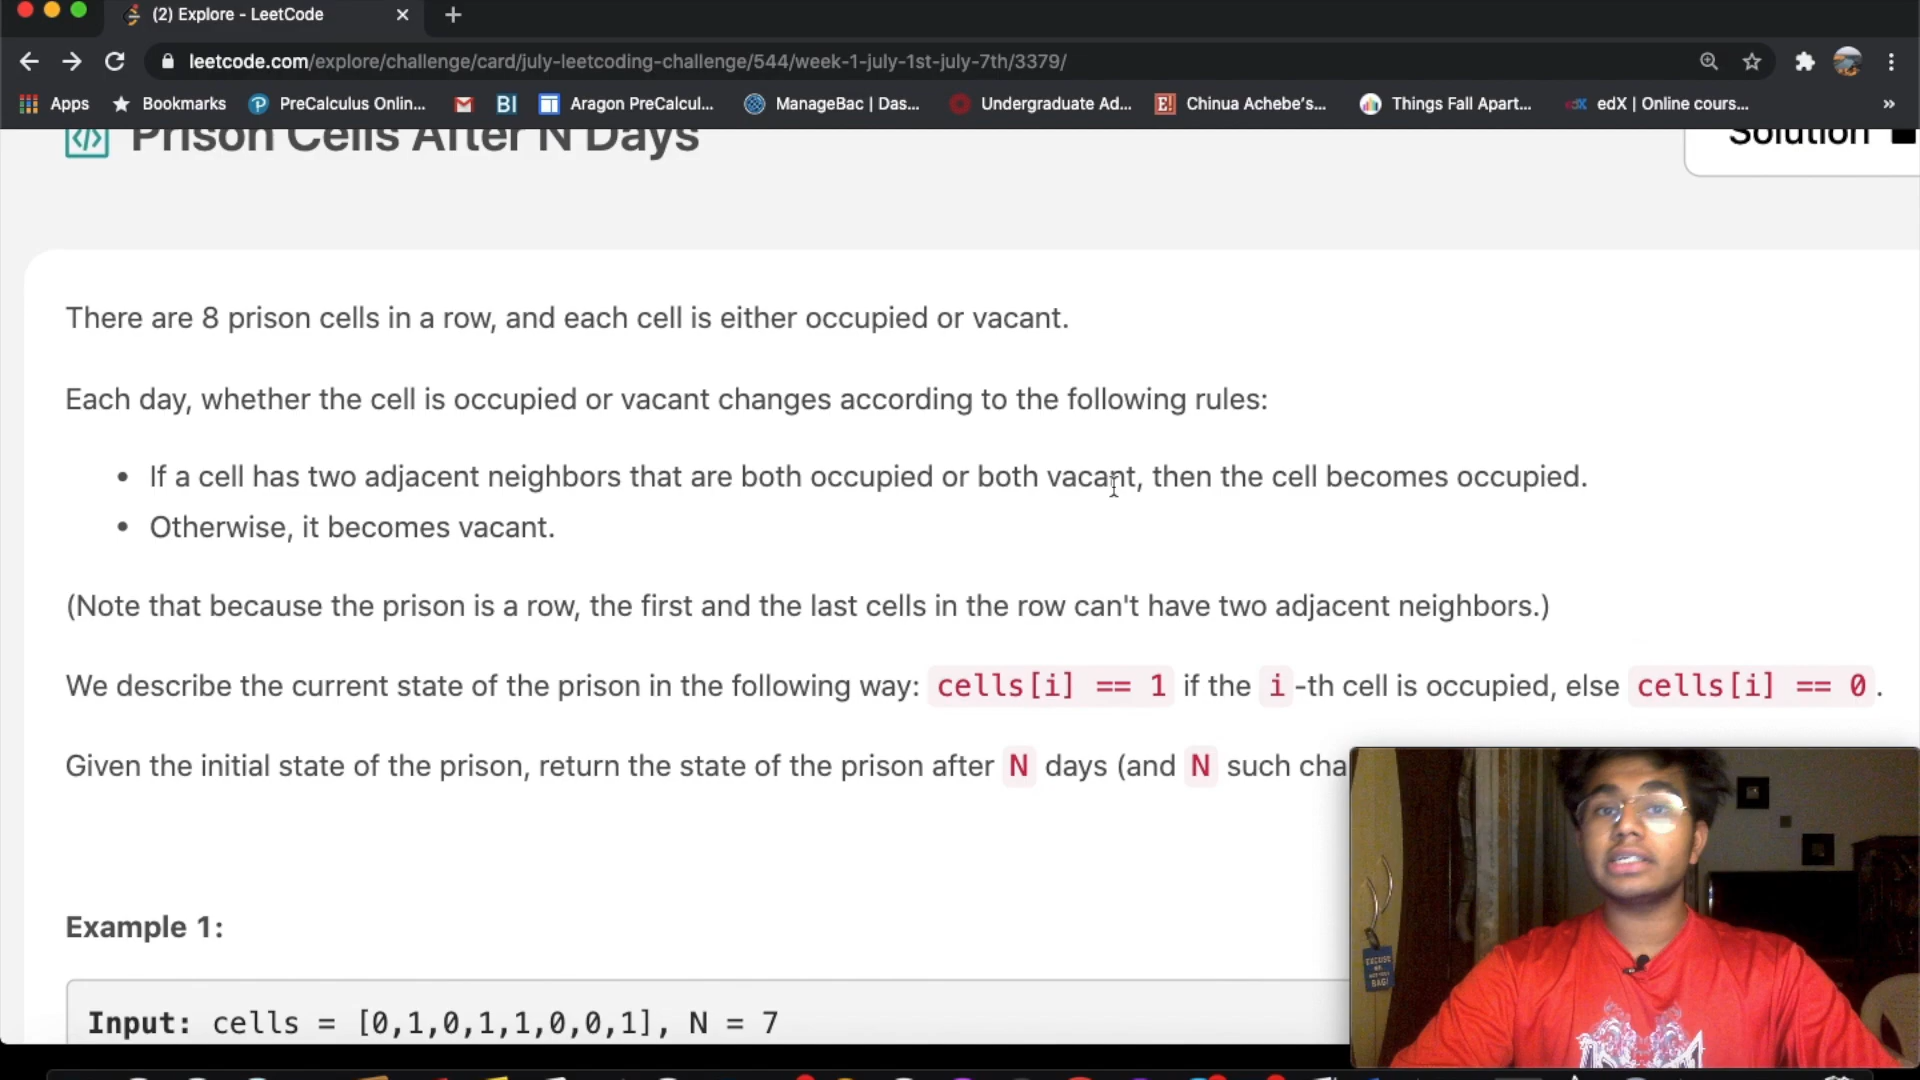 (2) Explore - LeetCode
leetcode.com/explore/challenge/card/july-leetcoding-challenge/544/week-1-july-1st-july-7th/3379/
Apps Bookmarks PreCalculus Onlin... BI Aragon PreCalcul... ManageBac | Das... Undergraduate Ad... E! Chinua Achebe's... Things Fall Apart... edX | Online cours... »
</> Prison Cells After N Days Solution
There are 8 prison cells in a row, and each cell is either occupied or vacant.
Each day, whether the cell is occupied or vacant changes according to the following rules:
• If a cell has two adjacent neighbors that are both occupied or both vacant, then the cell becomes occupied.
• Otherwise, it becomes vacant.
(Note that because the prison is a row, the first and the last cells in the row can't have two adjacent neighbors.)
We describe the current state of the prison in the following way: cells[i] == 1 if the i -th cell is occupied, else cells[i] == 0 .
Given the initial state of the prison, return the state of the prison after N days (and N such cha
Example 1:
Input: cells = [0,1,0,1,1,0,0,1], N = 7
EXCUSE
BAG!